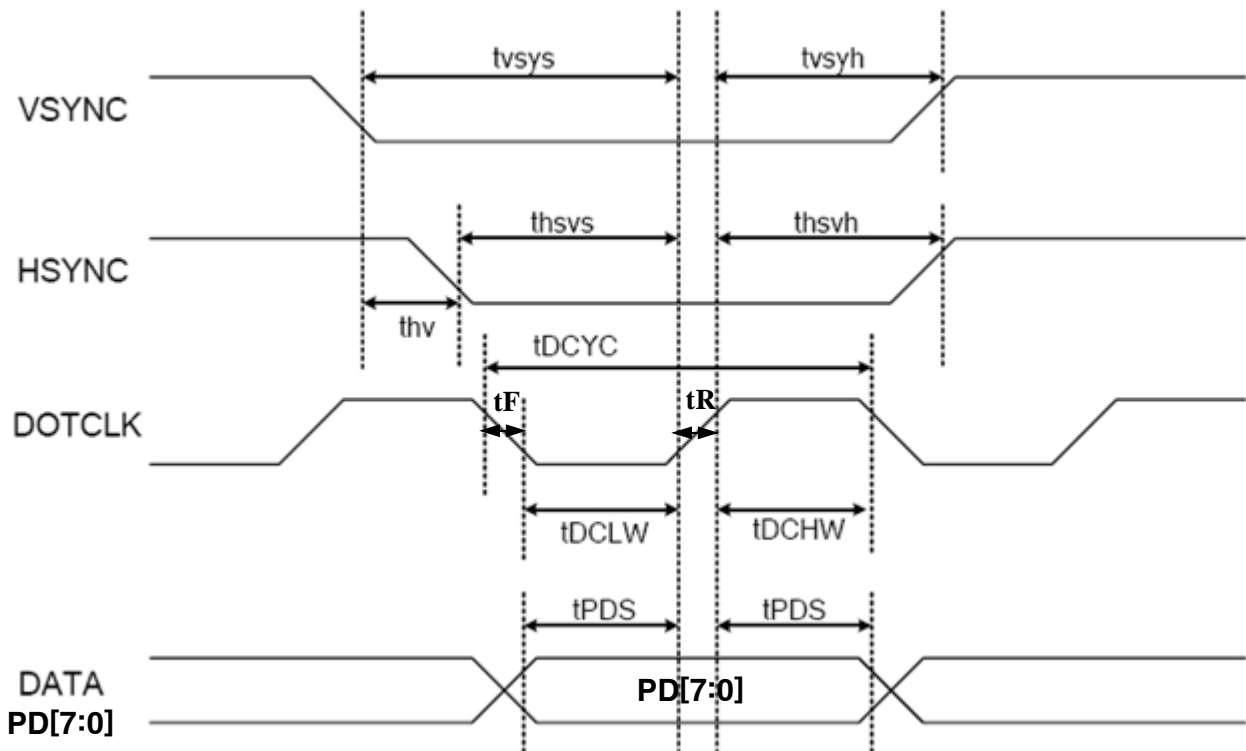 tvsys
tvsyh
VSYNC
thsvs
thsvh
HSYNC
thv
tDCYC
tF
tR
DOTCLK
tDCLW
tDCHW
tPDS
tPDS
DATA
PD[7:0]
PD[7:0]